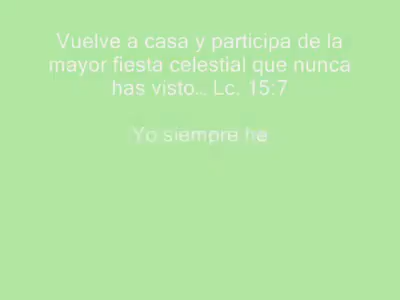 Vuelve a casa y participa de la
mayor fiesta celestial que nunca
has visto.. Lc. 15:7
Yo siempre he